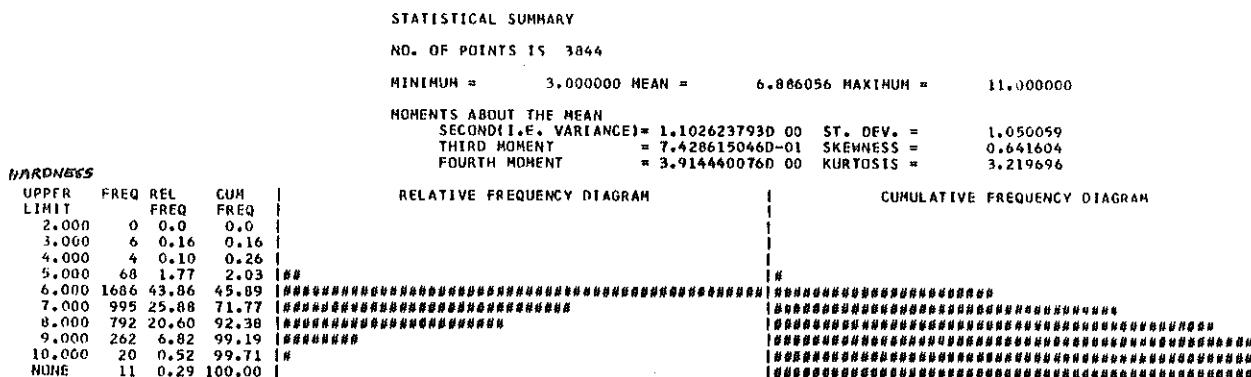 STATISTICAL SUMMARY
NO. OF POINTS IS 3844
MINIMUM = 3.000000 MEAN = 6.886056 MAXIMUM = 11.000000
MOMENTS ABOUT THE MEAN
SECOND(I.E. VARIANCE)= 1.102623793D 00 ST. DEV. = 1.050059
THIRD MOMENT = 7.428615046D-01 SKEWNESS = 0.641604
FOURTH MOMENT = 3.914440076D 00 KURTOSIS = 3.219696
HARDNESS
UPPER FREQ REL CUM RELATIVE FREQUENCY DIAGRAM CUMULATIVE FREQUENCY DIAGRAM
LIMIT FREQ FREQ
2.000 0 0.0 0.0
3.000 6 0.16 0.16
4.000 4 0.10 0.26
5.000 68 1.77 2.03
6.000 1686 43.86 45.89
7.000 995 25.88 71.77
8.000 792 20.60 92.38
9.000 262 6.82 99.19
10.000 20 0.52 99.71
NONE 11 0.29 100.00